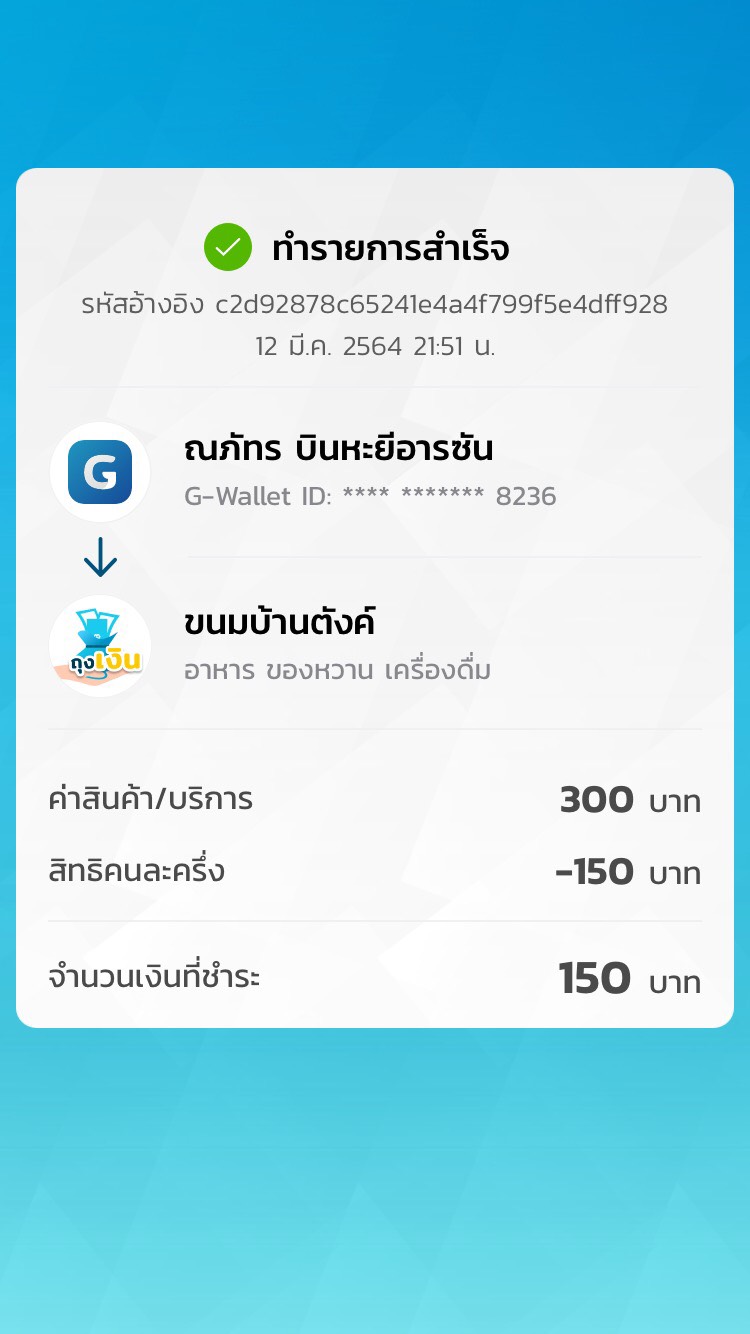 ทำรายการสำเร็จ
รหัสอ้างอิง c2d92878c65241e4a4f799f5e4dff928
12 มี.ค. 2564 21:51 น.
G
ณภัทร บินหะยีอารซัน
G-Wallet ID: **** ******* 8236
ถุงเงิน
ขนมบ้านตังค์
อาหาร ของหวาน เครื่องดื่ม
ค่าสินค้า/บริการ 300 บาท
สิทธิคนละครึ่ง -150 บาท
จำนวนเงินที่ชำระ 150 บาท